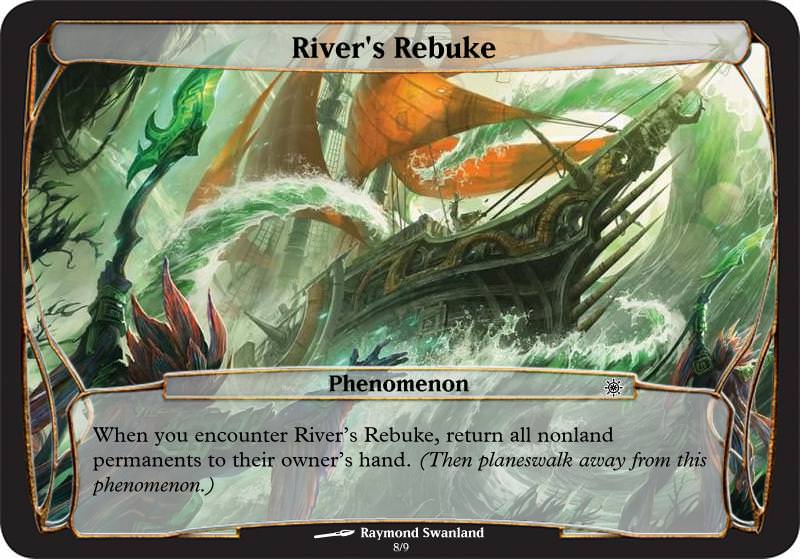 River's Rebuke
Phenomenon
When you encounter River's Rebuke, return all nonland
permanents to their owner's hand. (Then planeswalk away from this
phenomenon.)
Raymond Swanland
8/9